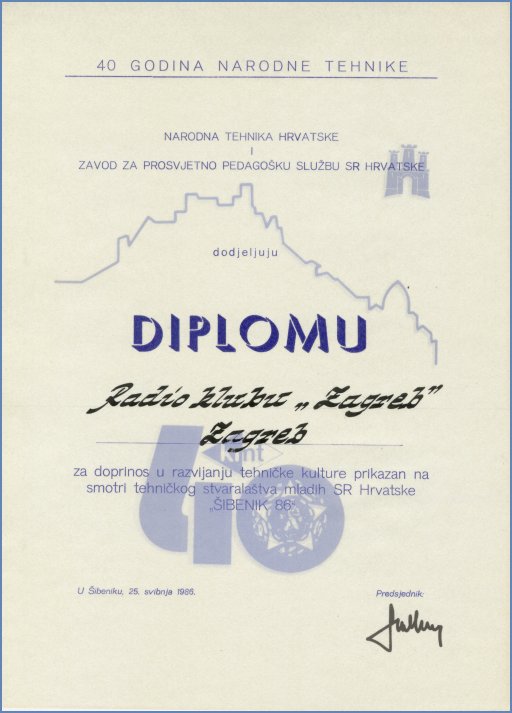 40 GODINA NARODNE TEHNIKE
NARODNA TEHNIKA HRVATSKE
I
ZAVOD ZA PROSVJETNO PEDAGOŠKU SLUŽBU SR HRVATSKE
dodjeljuju
DIPLOMU
Radio klubu „Zagreb”
Zagreb
knt
40
za doprinos u razvijanju tehničke kulture prikazan na
smotri tehničkog stvaralaštva mladih SR Hrvatske
„ŠIBENIK 86”
U Šibeniku, 25. svibnja 1986.
Predsjednik: